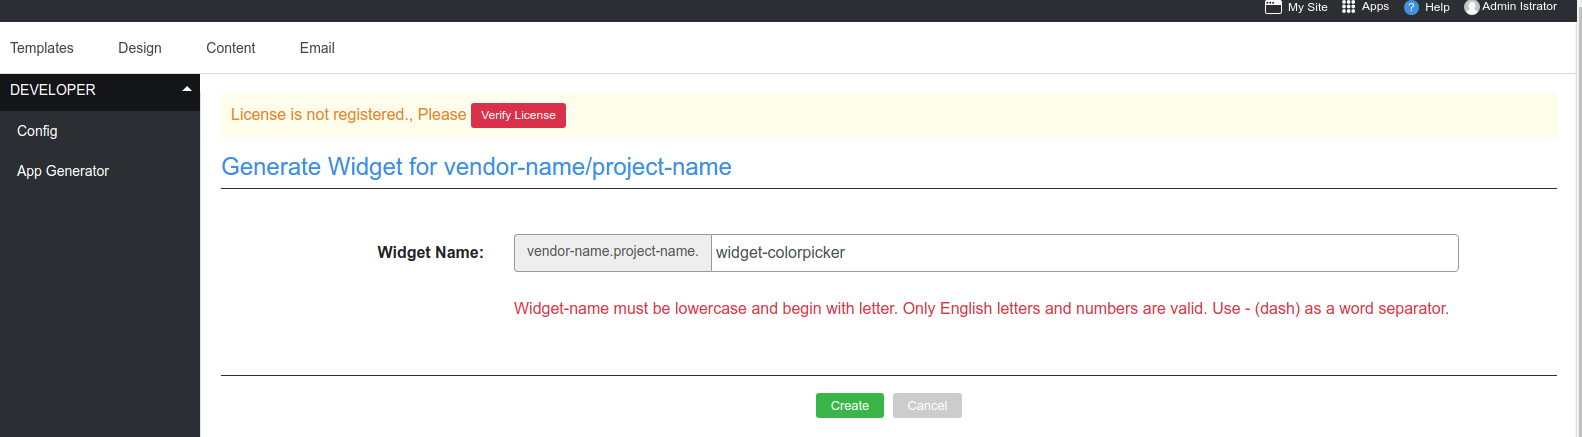 My Site Apps ? Help Admin Istrator
Templates Design Content Email
DEVELOPER
Config
App Generator
License is not registered., Please Verify License
Generate Widget for vendor-name/project-name
Widget Name: vendor-name.project-name. widget-colorpicker
Widget-name must be lowercase and begin with letter. Only English letters and numbers are valid. Use - (dash) as a word separator.
Create Cancel